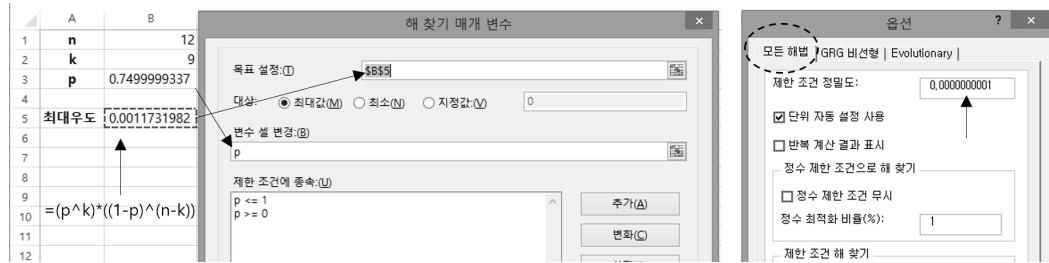 A B
1 n 12
2 k 9
3 p 0.7499999337
4
5 최대우도 0.0011731982
6
7
8
9
10 =(p^k)*((1-p)^(n-k))
11
12
해 찾기 매개 변수 ×
목표 설정:(T) $B$5
대상: 최대값(M) 최소(N) 지정값:(V) 0
변수 셀 변경:(B)
p
제한 조건에 종속:(U)
p <= 1
p >= 0
추가(A)
변화(C)
옵션 ? ×
모든 해법 GRG 비선형 Evolutionary
제한 조건 정밀도: 0,0000000001
단위 자동 설정 사용
반복 계산 결과 표시
정수 제한 조건으로 해 찾기
정수 제한 조건 무시
정수 최적화 비율(%): 1
제한 조건 해 찾기